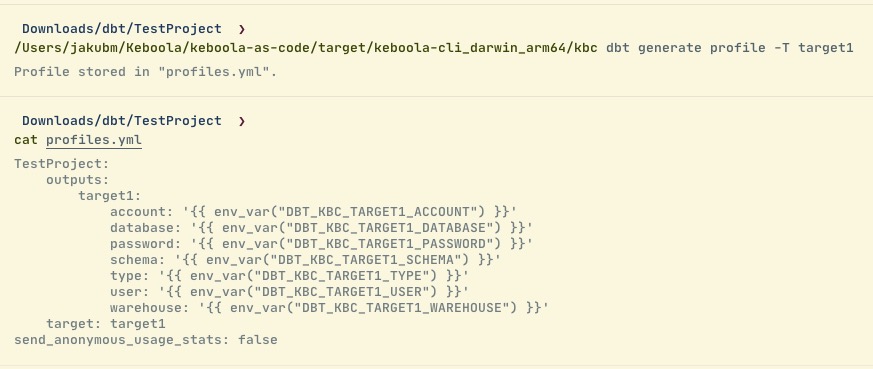 Downloads/dbt/TestProject ❯
/Users/jakubm/Keboola/keboola-as-code/target/keboola-cli_darwin_arm64/kbc dbt generate profile -T target1
Profile stored in "profiles.yml".
Downloads/dbt/TestProject ❯
cat profiles.yml
TestProject:
    outputs:
        target1:
            account: '{{ env_var("DBT_KBC_TARGET1_ACCOUNT") }}'
            database: '{{ env_var("DBT_KBC_TARGET1_DATABASE") }}'
            password: '{{ env_var("DBT_KBC_TARGET1_PASSWORD") }}'
            schema: '{{ env_var("DBT_KBC_TARGET1_SCHEMA") }}'
            type: '{{ env_var("DBT_KBC_TARGET1_TYPE") }}'
            user: '{{ env_var("DBT_KBC_TARGET1_USER") }}'
            warehouse: '{{ env_var("DBT_KBC_TARGET1_WAREHOUSE") }}'
    target: target1
send_anonymous_usage_stats: false